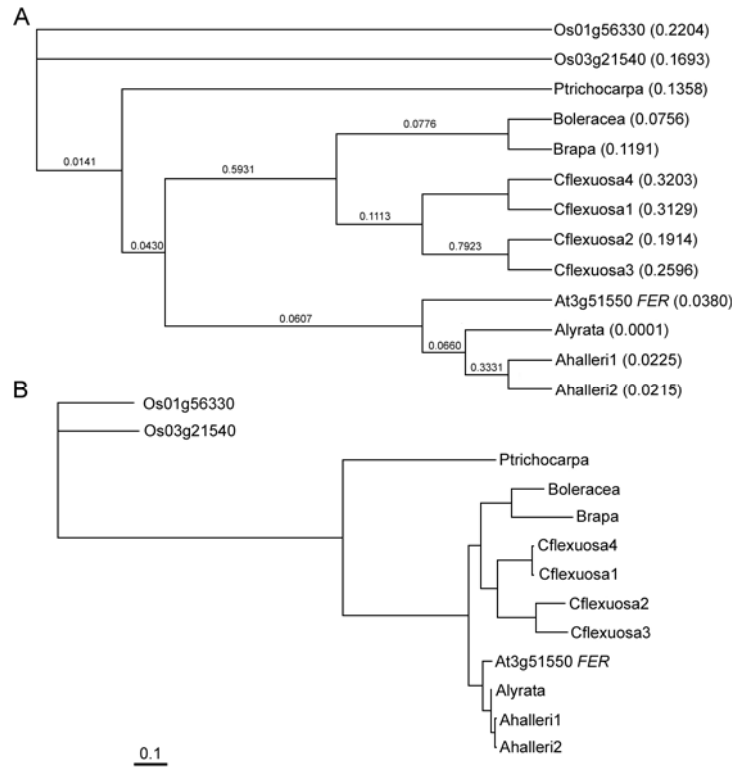 A
Os01g56330 (0.2204)
Os03g21540 (0.1693)
Ptrichocarpa (0.1358)
Boleracea (0.0756)
0.0776
Brapa (0.1191)
0.0141
0.5931
Cflexuosa4 (0.3203)
Cflexuosa1 (0.3129)
0.1113
Cflexuosa2 (0.1914)
0.0430
0.7923
Cflexuosa3 (0.2596)
At3g51550 FER (0.0380)
0.0607
Alyrata (0.0001)
0.0660
Ahalleri1 (0.0225)
0.3331
Ahalleri2 (0.0215)
B
Os01g56330
Os03g21540
Ptrichocarpa
Boleracea
Brapa
Cflexuosa4
Cflexuosa1
Cflexuosa2
Cflexuosa3
At3g51550 FER
Alyrata
Ahalleri1
Ahalleri2
0.1